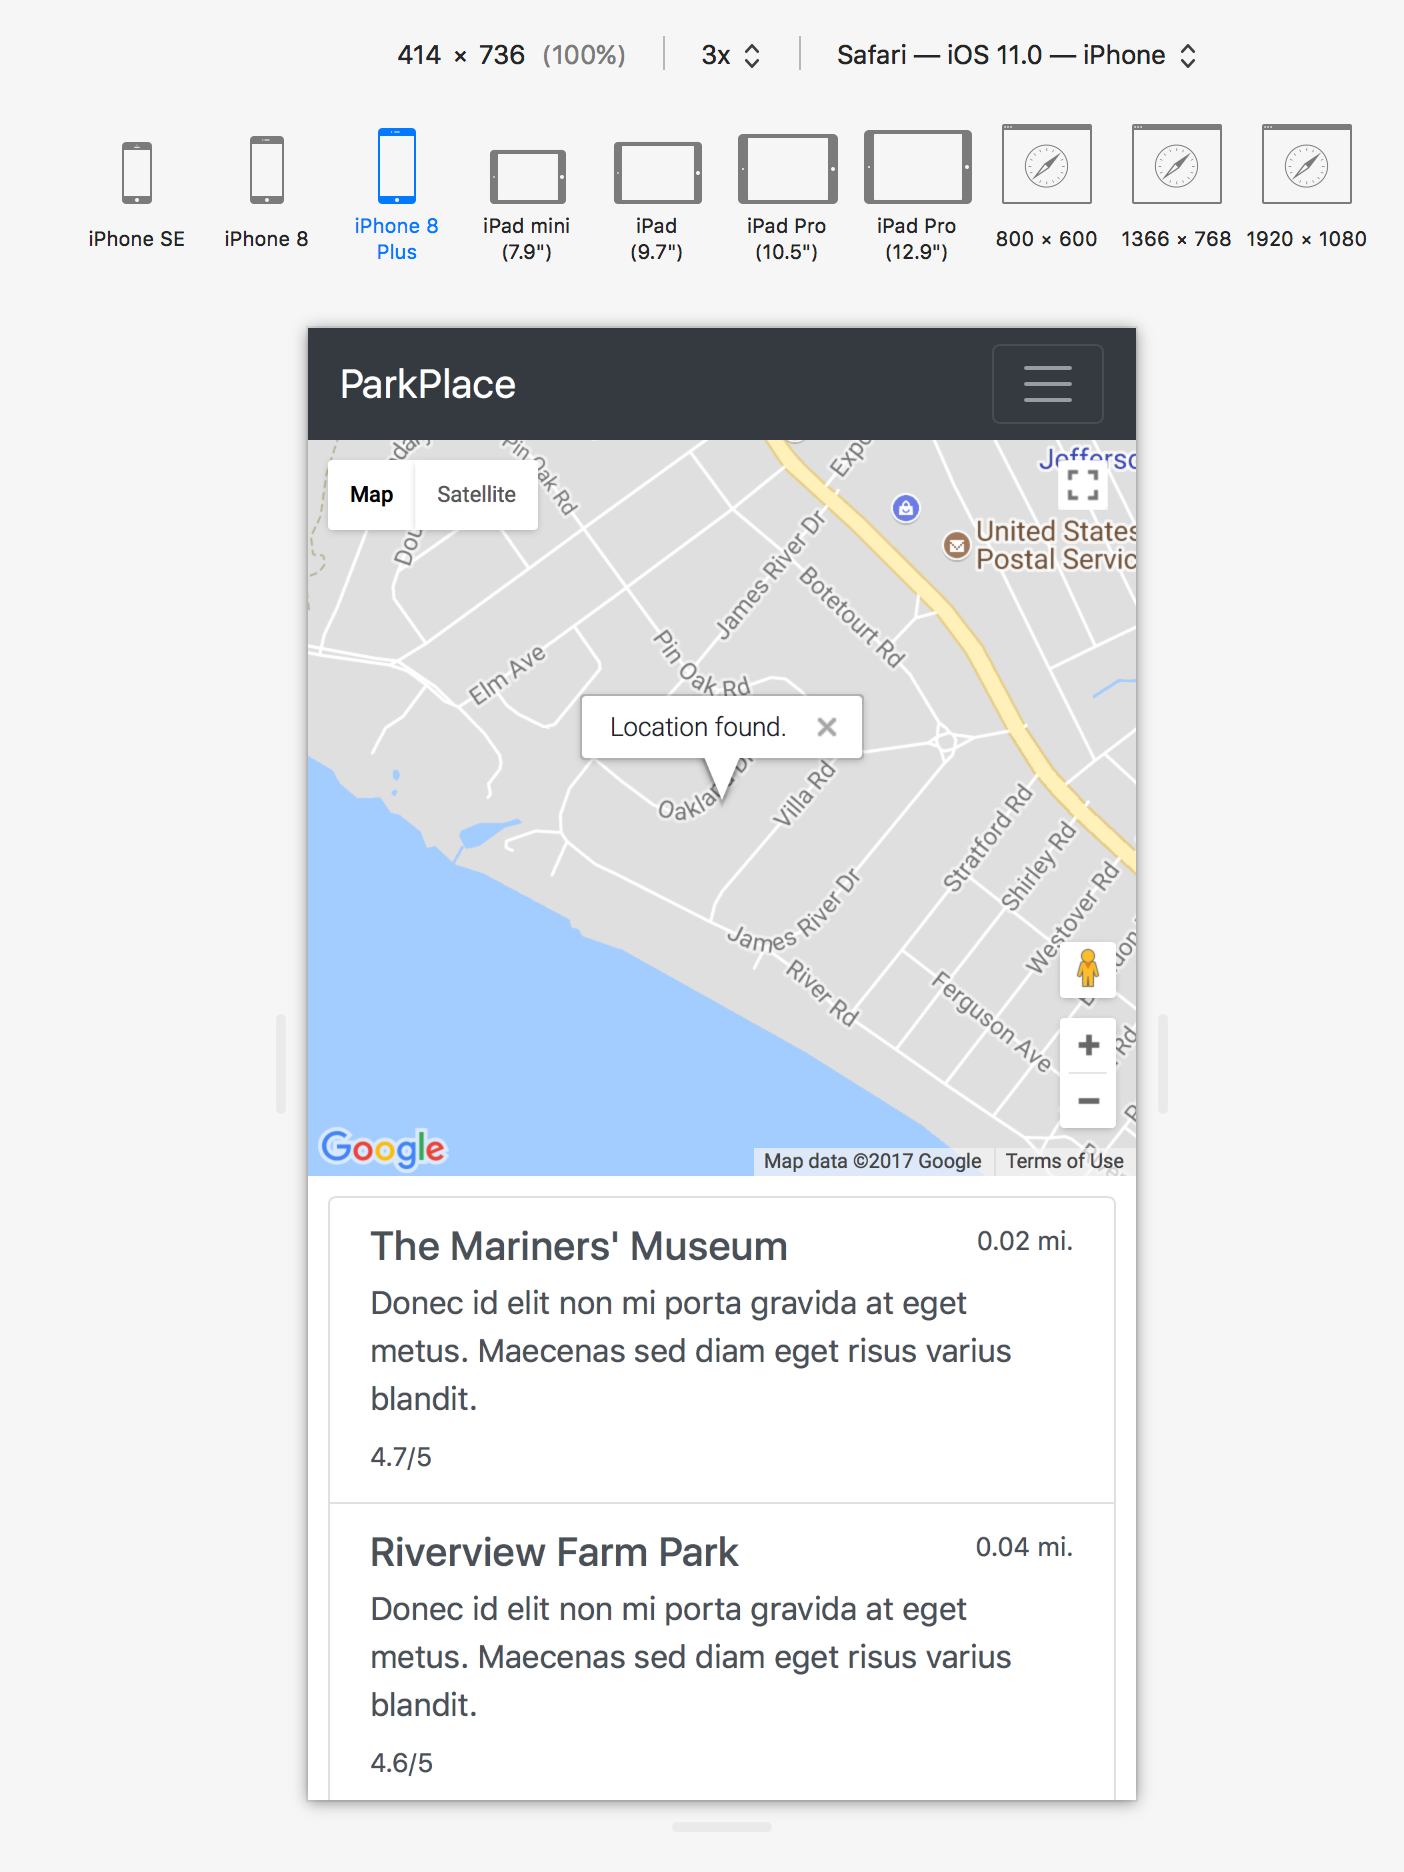 414 × 736 (100%) 3x Safari — iOS 11.0 — iPhone
iPhone SE
iPhone 8
iPhone 8
Plus
iPad mini
(7.9")
iPad
(9.7")
iPad Pro
(10.5")
iPad Pro
(12.9")
800 × 600
1366 × 768
1920 × 1080
ParkPlace
Map
Satellite
Pin Oak Rd
James River Dr
United States
Botetourt Rd
Elm Ave
Pin Oak Rd
Location found.
Villa Rd
Stratford Rd
Shirley Rd
Westover Rd
James River Dr
River Rd
Ferguson Ave
Google
Map data ©2017 Google
Terms of Use
The Mariners' Museum
0.02 mi.
Donec id elit non mi porta gravida at eget
metus. Maecenas sed diam eget risus varius
blandit.
4.7/5
Riverview Farm Park
0.04 mi.
Donec id elit non mi porta gravida at eget
metus. Maecenas sed diam eget risus varius
blandit.
4.6/5